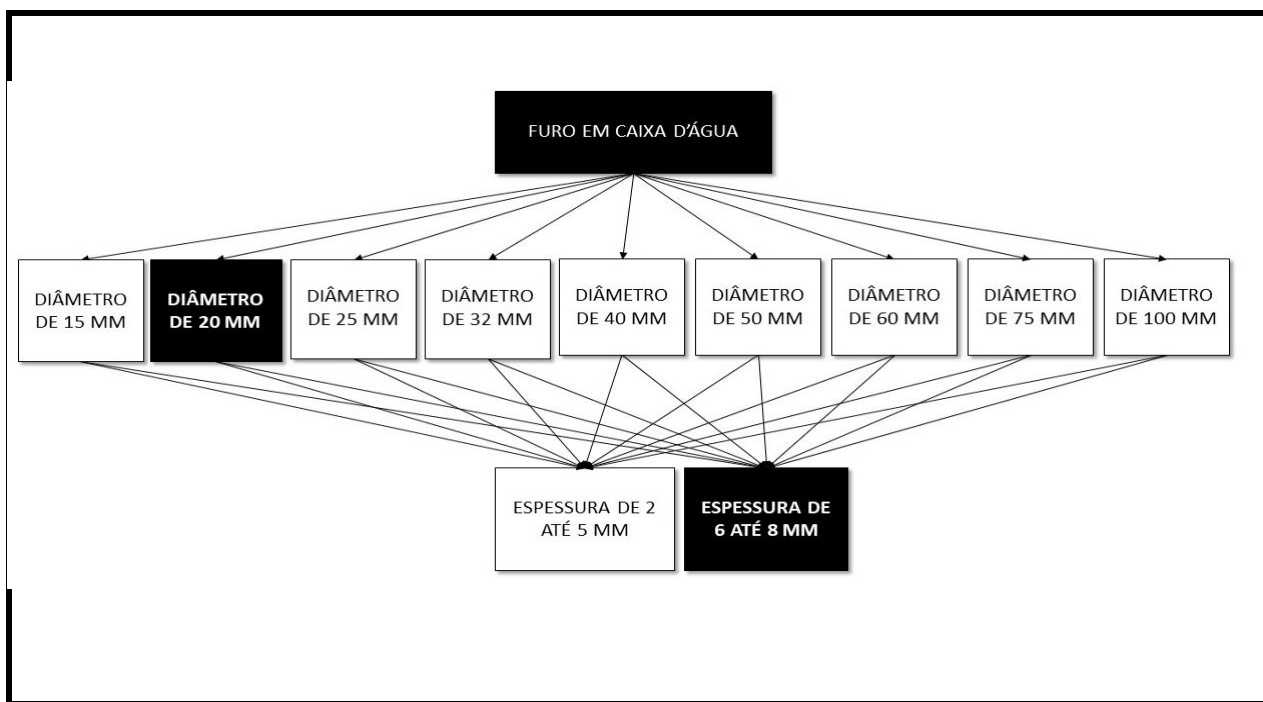 FURO EM CAIXA D'ÁGUA
DIÂMETRO
DE 15 MM
DIÂMETRO
DE 20 MM
DIÂMETRO
DE 25 MM
DIÂMETRO
DE 32 MM
DIÂMETRO
DE 40 MM
DIÂMETRO
DE 50 MM
DIÂMETRO
DE 60 MM
DIÂMETRO
DE 75 MM
DIÂMETRO
DE 100 MM
ESPESSURA DE 2
ATÉ 5 MM
ESPESSURA DE
6 ATÉ 8 MM